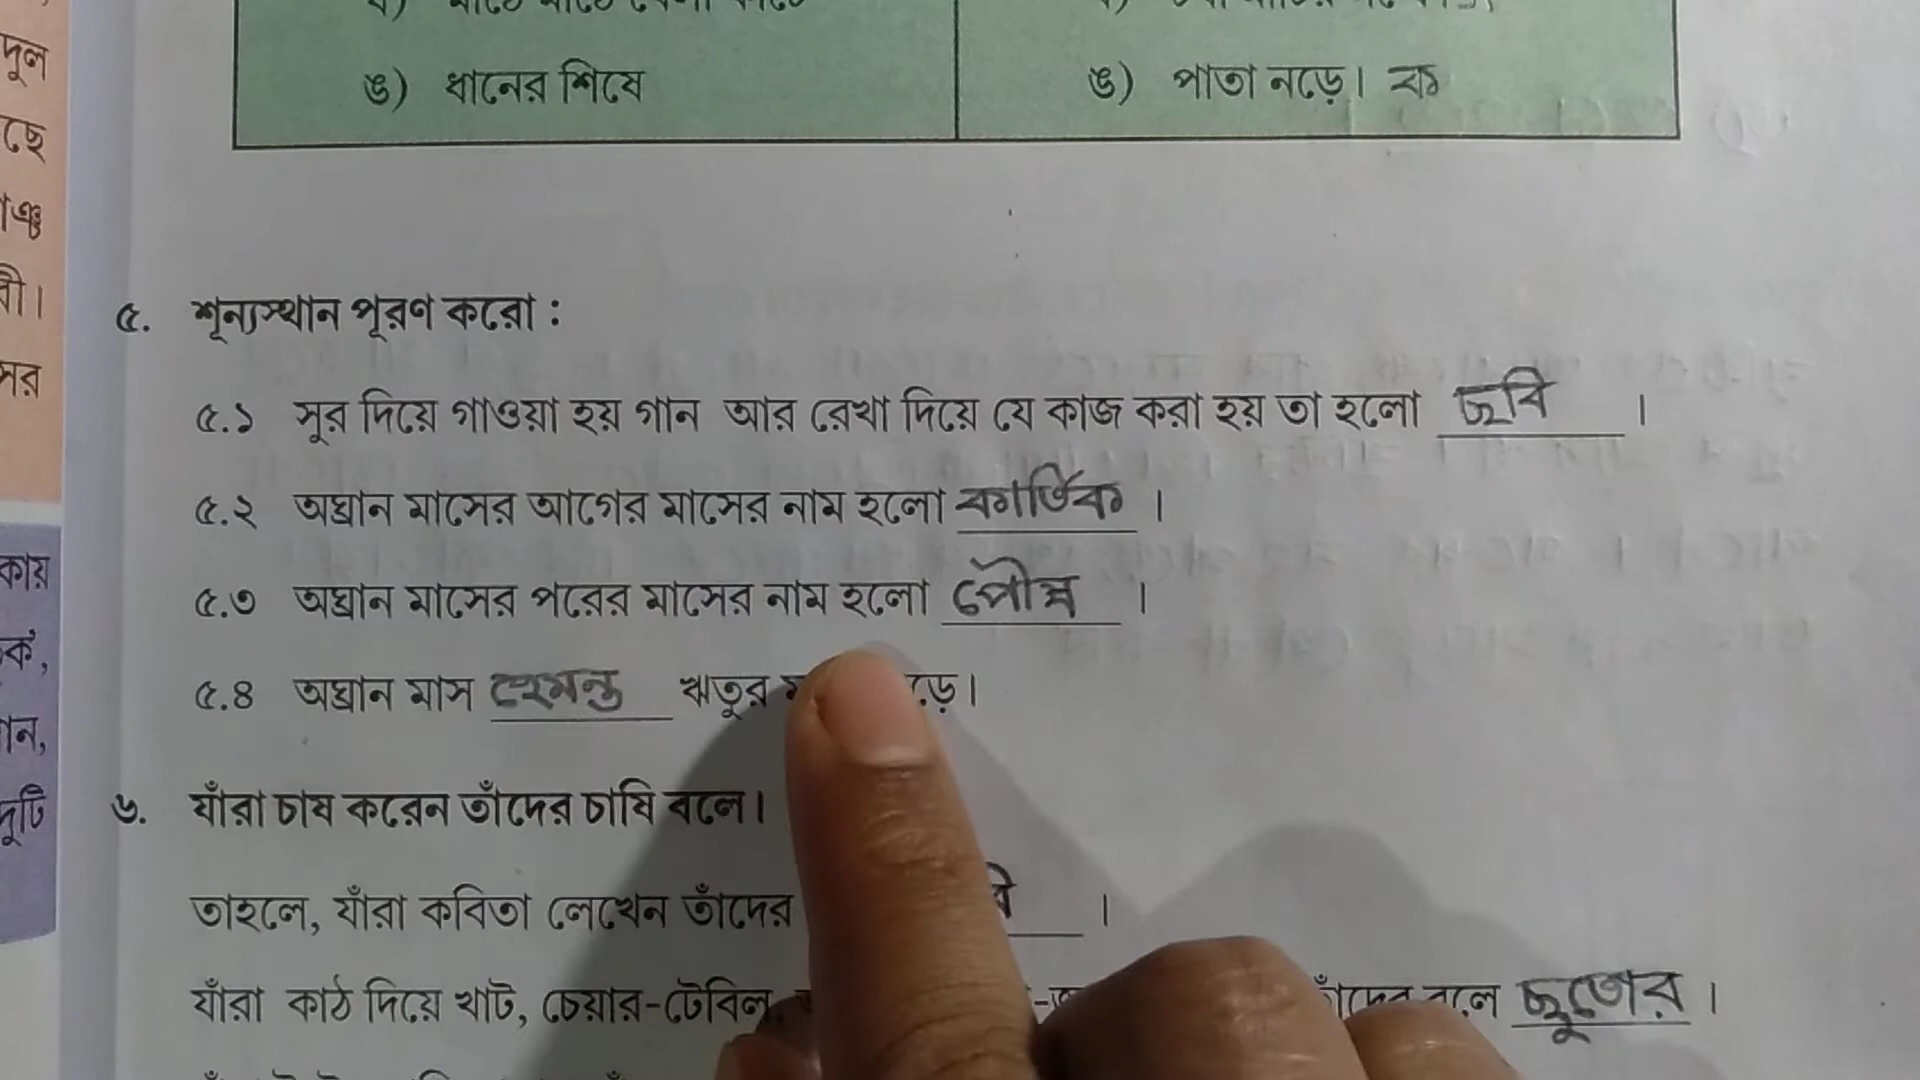 ঙ) ধানের শিষে
ঙ) পাতা নড়ে। ক
দুল
ছে
ঞ্চ
বী।
সর
৫. শূন্যস্থান পূরণ করো :
৫.১ সুর দিয়ে গাওয়া হয় গান আর রেখা দিয়ে যে কাজ করা হয় তা হলো ছবি ।
৫.২ অঘ্রান মাসের আগের মাসের নাম হলো কার্তিক ।
৫.৩ অঘ্রান মাসের পরের মাসের নাম হলো পৌষ ।
৫.৪ অঘ্রান মাস হেমন্ত ঋতুর ড়ে।
কায়
র্ক,
ান,
দুটি
৬. যাঁরা চাষ করেন তাঁদের চাষি বলে।
তাহলে, যাঁরা কবিতা লেখেন তাঁদের বি ।
যাঁরা কাঠ দিয়ে খাট, চেয়ার-টেবিল, তাঁদের বলে ছুতোর ।